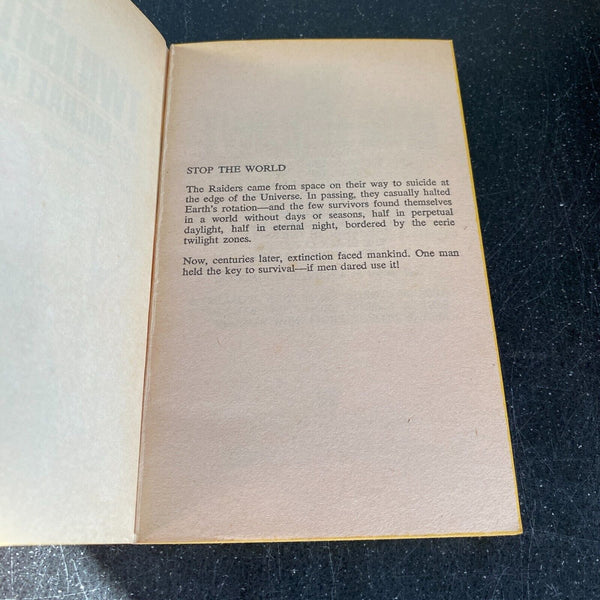 STOP THE WORLD
The Raiders came from space on their way to suicide at
the edge of the Universe. In passing, they casually halted
Earth's rotation—and the few survivors found themselves
in a world without days or seasons, half in perpetual
daylight, half in eternal night, bordered by the eerie
twilight zones.
Now, centuries later, extinction faced mankind. One man
held the key to survival—if men dared use it!